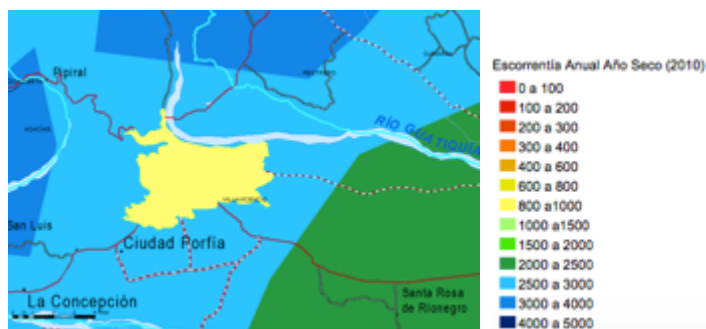 Pipiral
RÍO GUATIQUÍA
San Luis
Ciudad Porfía
La Concepción
Santa Rosa
de Rionegro
Escorrentía Anual Año Seco (2010)
0 a 100
100 a 200
200 a 300
300 a 400
400 a 600
600 a 800
800 a1000
1000 a1500
1500 a 2000
2000 a 2500
2500 a 3000
3000 a 4000
4000 a 5000